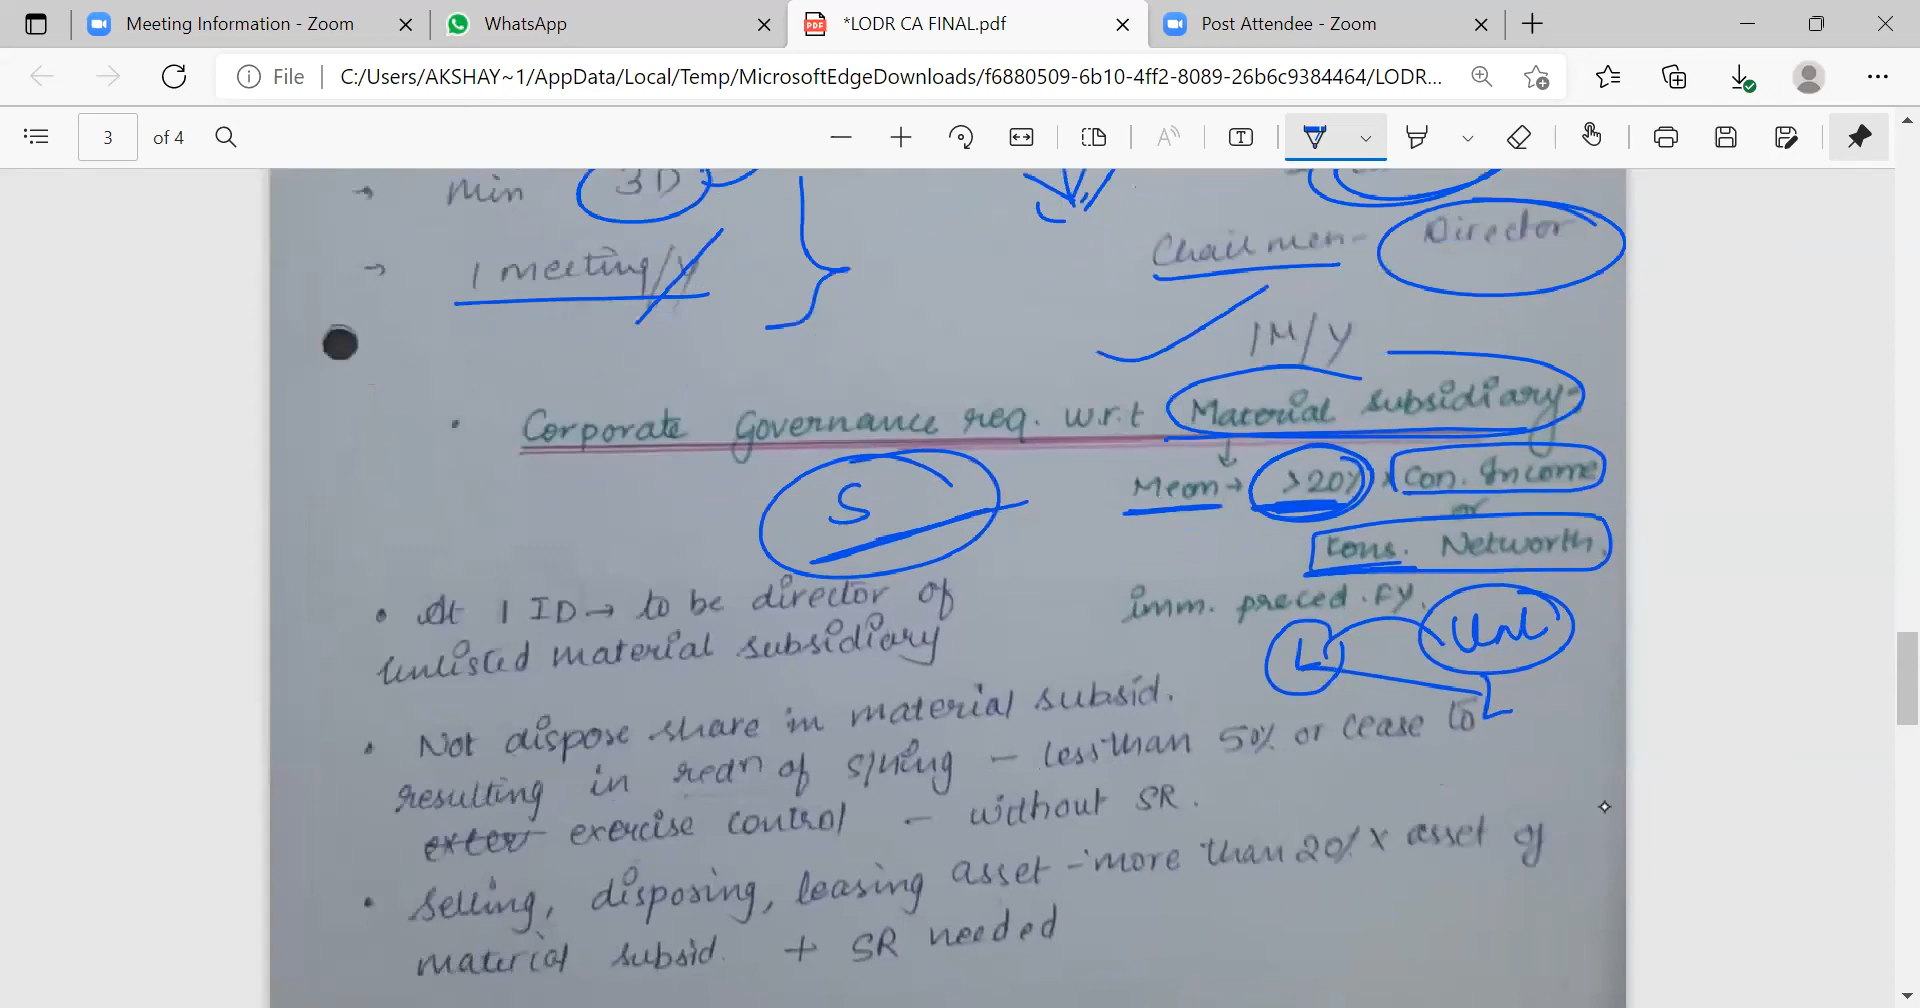 Meeting Information - Zoom
WhatsApp
*LODR CA FINAL.pdf
Post Attendee - Zoom
File
C:/Users/AKSHAY~1/AppData/Local/Temp/MicrosoftEdgeDownloads/f6880509-6b10-4ff2-8089-26b6c9384464/LODR...
3 of 4
→ Min 3D
→ 1 meeting/Y
Chairmen - Director
1M/Y
• Corporate Governance req. w.r.t Material subsidiary-
S
Mean → >20% x Con. Income
or
Cons. Networth.
imm. preced. FY.
L Unl
L
• At 1 ID → to be director of
unlisted material subsidiary
• Not dispose share in material subsid.
resulting in redn of s/hing - less than 50% or cease to
exter exercise control - without SR.
• Selling, disposing, leasing asset - more than 20% x asset of
material subsid. + SR needed